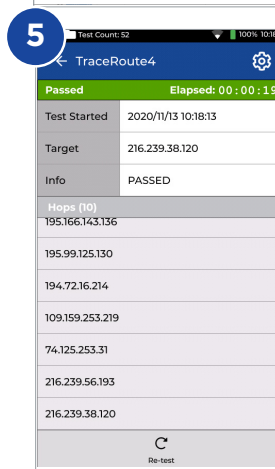 5
Test Count: 52
100% 10:18
TraceRoute4
Passed Elapsed: 00:00:19
Test Started 2020/11/13 10:18:13
Target 216.239.38.120
Info PASSED
Hops (10)
195.166.143.136
195.99.125.130
194.72.16.214
109.159.253.219
74.125.253.31
216.239.56.193
216.239.38.120
Re-test